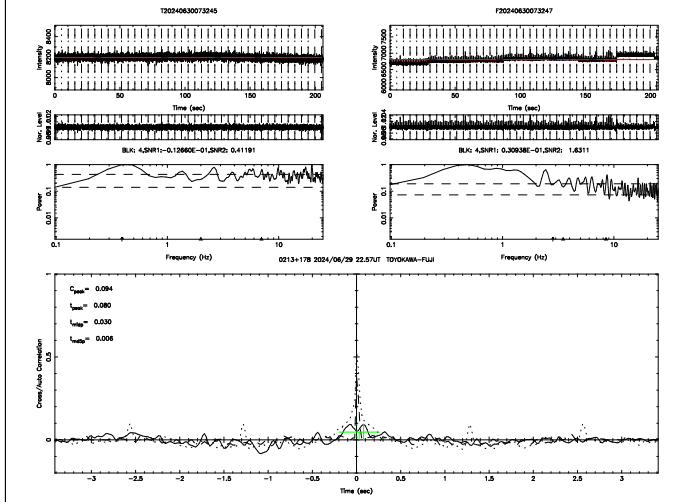 T20240630073245
F20240630073247
Intensity
8000 8200 8400
0 50 100 150 200
Time (sec)
Intensity
6000 6500 7000 7500
0 50 100 150 200
Time (sec)
Nor. Level
Nor. Level
BLK: 4,SNR1:-0.12660E-01,SNR2: 0.41191
BLK: 4,SNR1: 0.30938E-01,SNR2: 1.6311
Power
0.01 0.1 1
0.1 1 10
Frequency (Hz)
Power
0.01 0.1 1
0.1 1 10
Frequency (Hz)
0213+178 2024/06/29 22.57UT TOYOKAWA-FUJI
Cpeak= 0.094
tpeak= 0.080
tmdsp= 0.006
Cross/Auto Correlation
0 0.5 1
-3 -2.5 -2 -1.5 -1 -0.5 0 0.5 1 1.5 2 2.5 3
Time (sec)